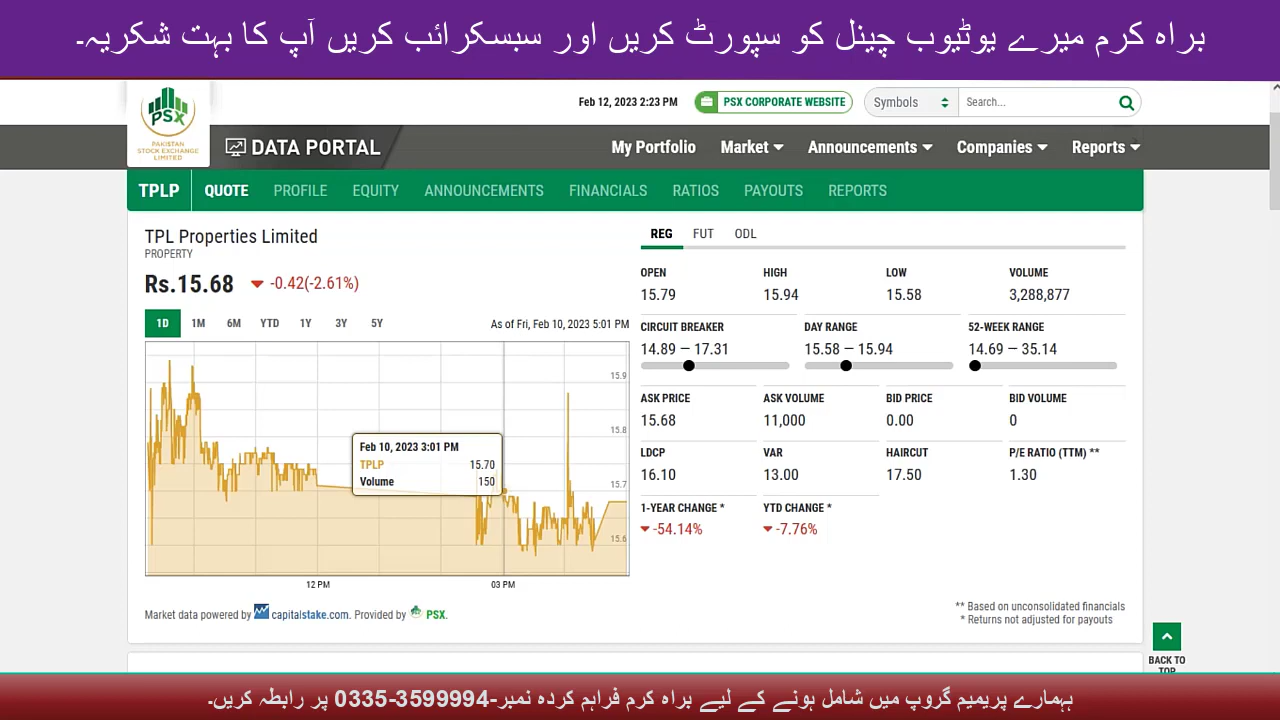 براہ کرم میرے یوٹیوب چینل کو سپورٹ کریں اور سبسکرائب کریں آپ کا بہت شکریہ۔
Feb 12, 2023 2:23 PM
PSX CORPORATE WEBSITE
Symbols
Search...
PSX
PAKISTAN
STOCK EXCHANGE
LIMITED
DATA PORTAL
My Portfolio Market Announcements Companies Reports
TPLP QUOTE PROFILE EQUITY ANNOUNCEMENTS FINANCIALS RATIOS PAYOUTS REPORTS
TPL Properties Limited
PROPERTY
Rs.15.68 -0.42(-2.61%)
1D 1M 6M YTD 1Y 3Y 5Y
As of Fri, Feb 10, 2023 5:01 PM
15.9
15.8
15.7
15.6
Feb 10, 2023 3:01 PM
TPLP 15.70
Volume 150
12 PM 03 PM
Market data powered by capitalstake.com. Provided by PSX.
REG FUT ODL
OPEN HIGH LOW VOLUME
15.79 15.94 15.58 3,288,877
CIRCUIT BREAKER DAY RANGE 52-WEEK RANGE
14.89 — 17.31 15.58 — 15.94 14.69 — 35.14
ASK PRICE ASK VOLUME BID PRICE BID VOLUME
15.68 11,000 0.00 0
LDCP VAR HAIRCUT P/E RATIO (TTM) **
16.10 13.00 17.50 1.30
1-YEAR CHANGE * YTD CHANGE *
-54.14% -7.76%
** Based on unconsolidated financials
* Returns not adjusted for payouts
BACK TO
TOP
ہمارے پریمیم گروپ میں شامل ہونے کے لیے براہ کرم فراہم کردہ نمبر-0335-3599994 پر رابطہ کریں۔